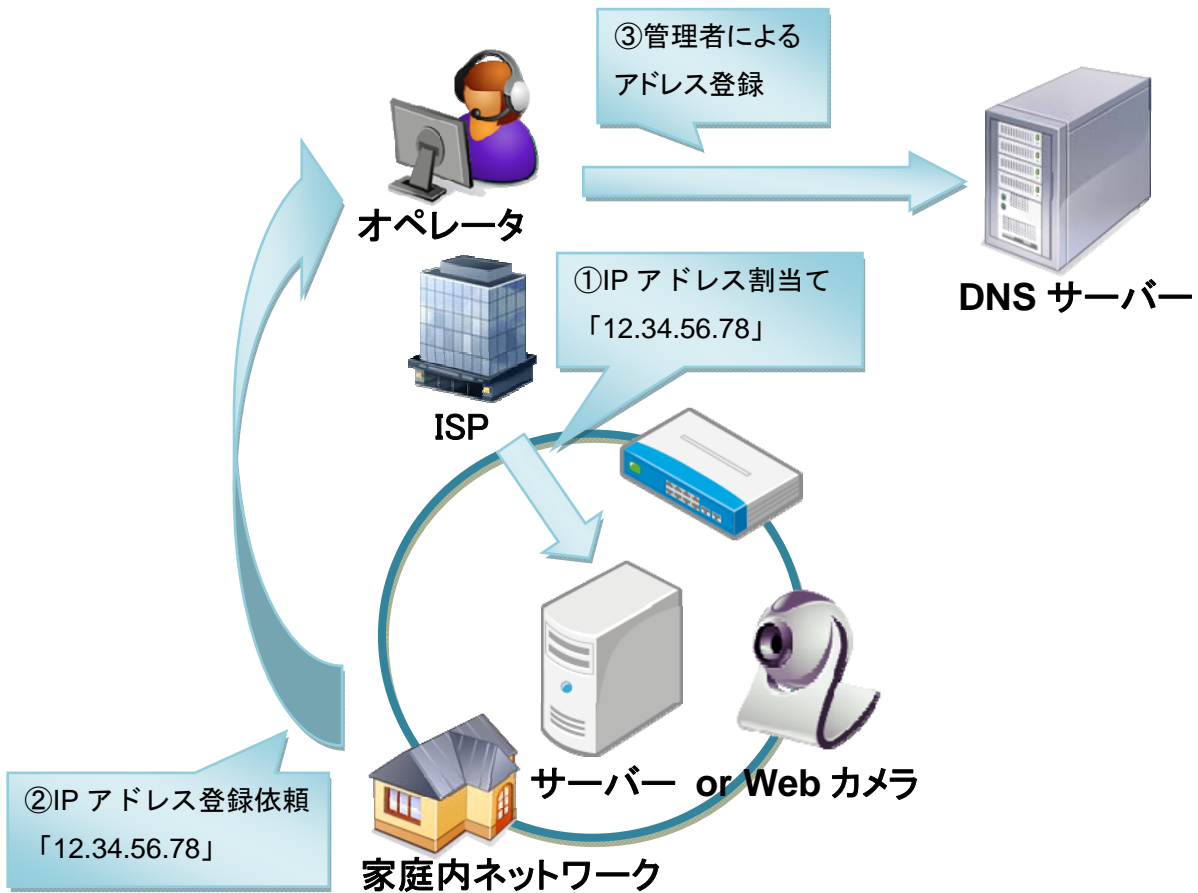 ③管理者による
アドレス登録
オペレータ
DNS サーバー
①IP アドレス割当て
「12.34.56.78」
ISP
サーバー or Web カメラ
②IP アドレス登録依頼
「12.34.56.78」
家庭内ネットワーク